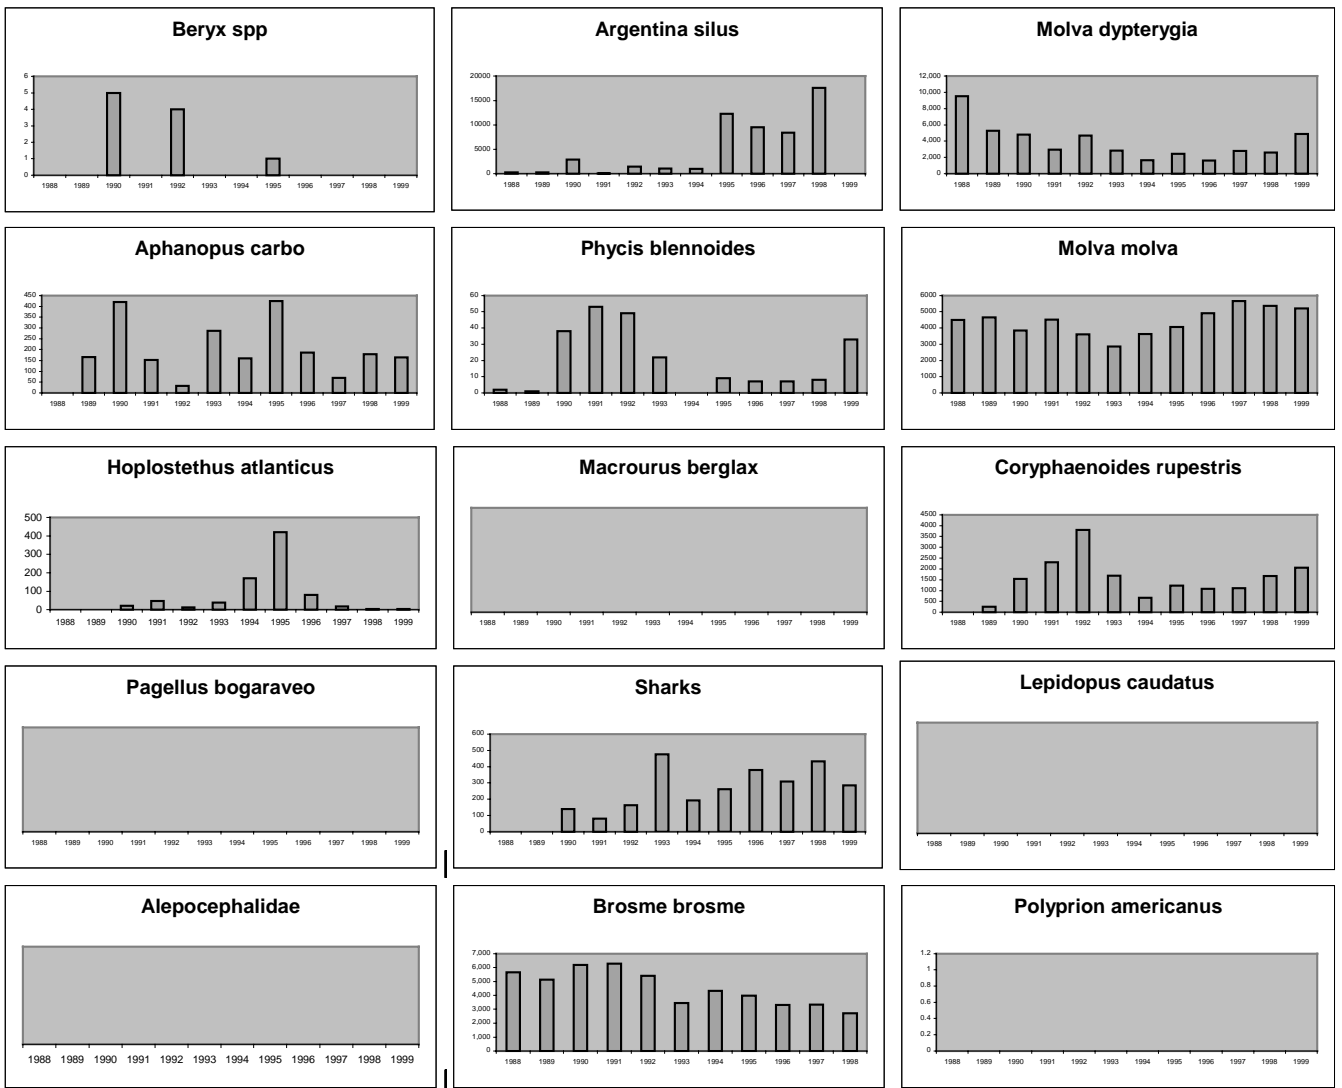 Beryx spp
6
5
4
3
2
1
0
1988 1989 1990 1991 1992 1993 1994 1995 1996 1997 1998 1999
Argentina silus
20000
15000
10000
5000
0
1988 1989 1990 1991 1992 1993 1994 1995 1996 1997 1998 1999
Molva dypterygia
12,000
10,000
8,000
6,000
4,000
2,000
0
1988 1989 1990 1991 1992 1993 1994 1995 1996 1997 1998 1999
Aphanopus carbo
450
400
350
300
250
200
150
100
50
0
1988 1989 1990 1991 1992 1993 1994 1995 1996 1997 1998 1999
Phycis blennoides
60
50
40
30
20
10
0
1988 1989 1990 1991 1992 1993 1994 1995 1996 1997 1998 1999
Molva molva
6000
5000
4000
3000
2000
1000
0
1988 1989 1990 1991 1992 1993 1994 1995 1996 1997 1998 1999
Hoplostethus atlanticus
500
400
300
200
100
0
1988 1989 1990 1991 1992 1993 1994 1995 1996 1997 1998 1999
Macrourus berglax
1988 1989 1990 1991 1992 1993 1994 1995 1996 1997 1998 1999
Coryphaenoides rupestris
4500
4000
3500
3000
2500
2000
1500
1000
500
0
1988 1989 1990 1991 1992 1993 1994 1995 1996 1997 1998 1999
Pagellus bogaraveo
1988 1989 1990 1991 1992 1993 1994 1995 1996 1997 1998 1999
Sharks
600
500
400
300
200
100
0
1988 1989 1990 1991 1992 1993 1994 1995 1996 1997 1998 1999
Lepidopus caudatus
1988 1989 1990 1991 1992 1993 1994 1995 1996 1997 1998 1999
Alepocephalidae
1988 1989 1990 1991 1992 1993 1994 1995 1996 1997 1998 1999
Brosme brosme
7,000
6,000
5,000
4,000
3,000
2,000
1,000
0
1988 1989 1990 1991 1992 1993 1994 1995 1996 1997 1998
Polyprion americanus
1.2
1
0.8
0.6
0.4
0.2
0
1988 1989 1990 1991 1992 1993 1994 1995 1996 1997 1998 1999